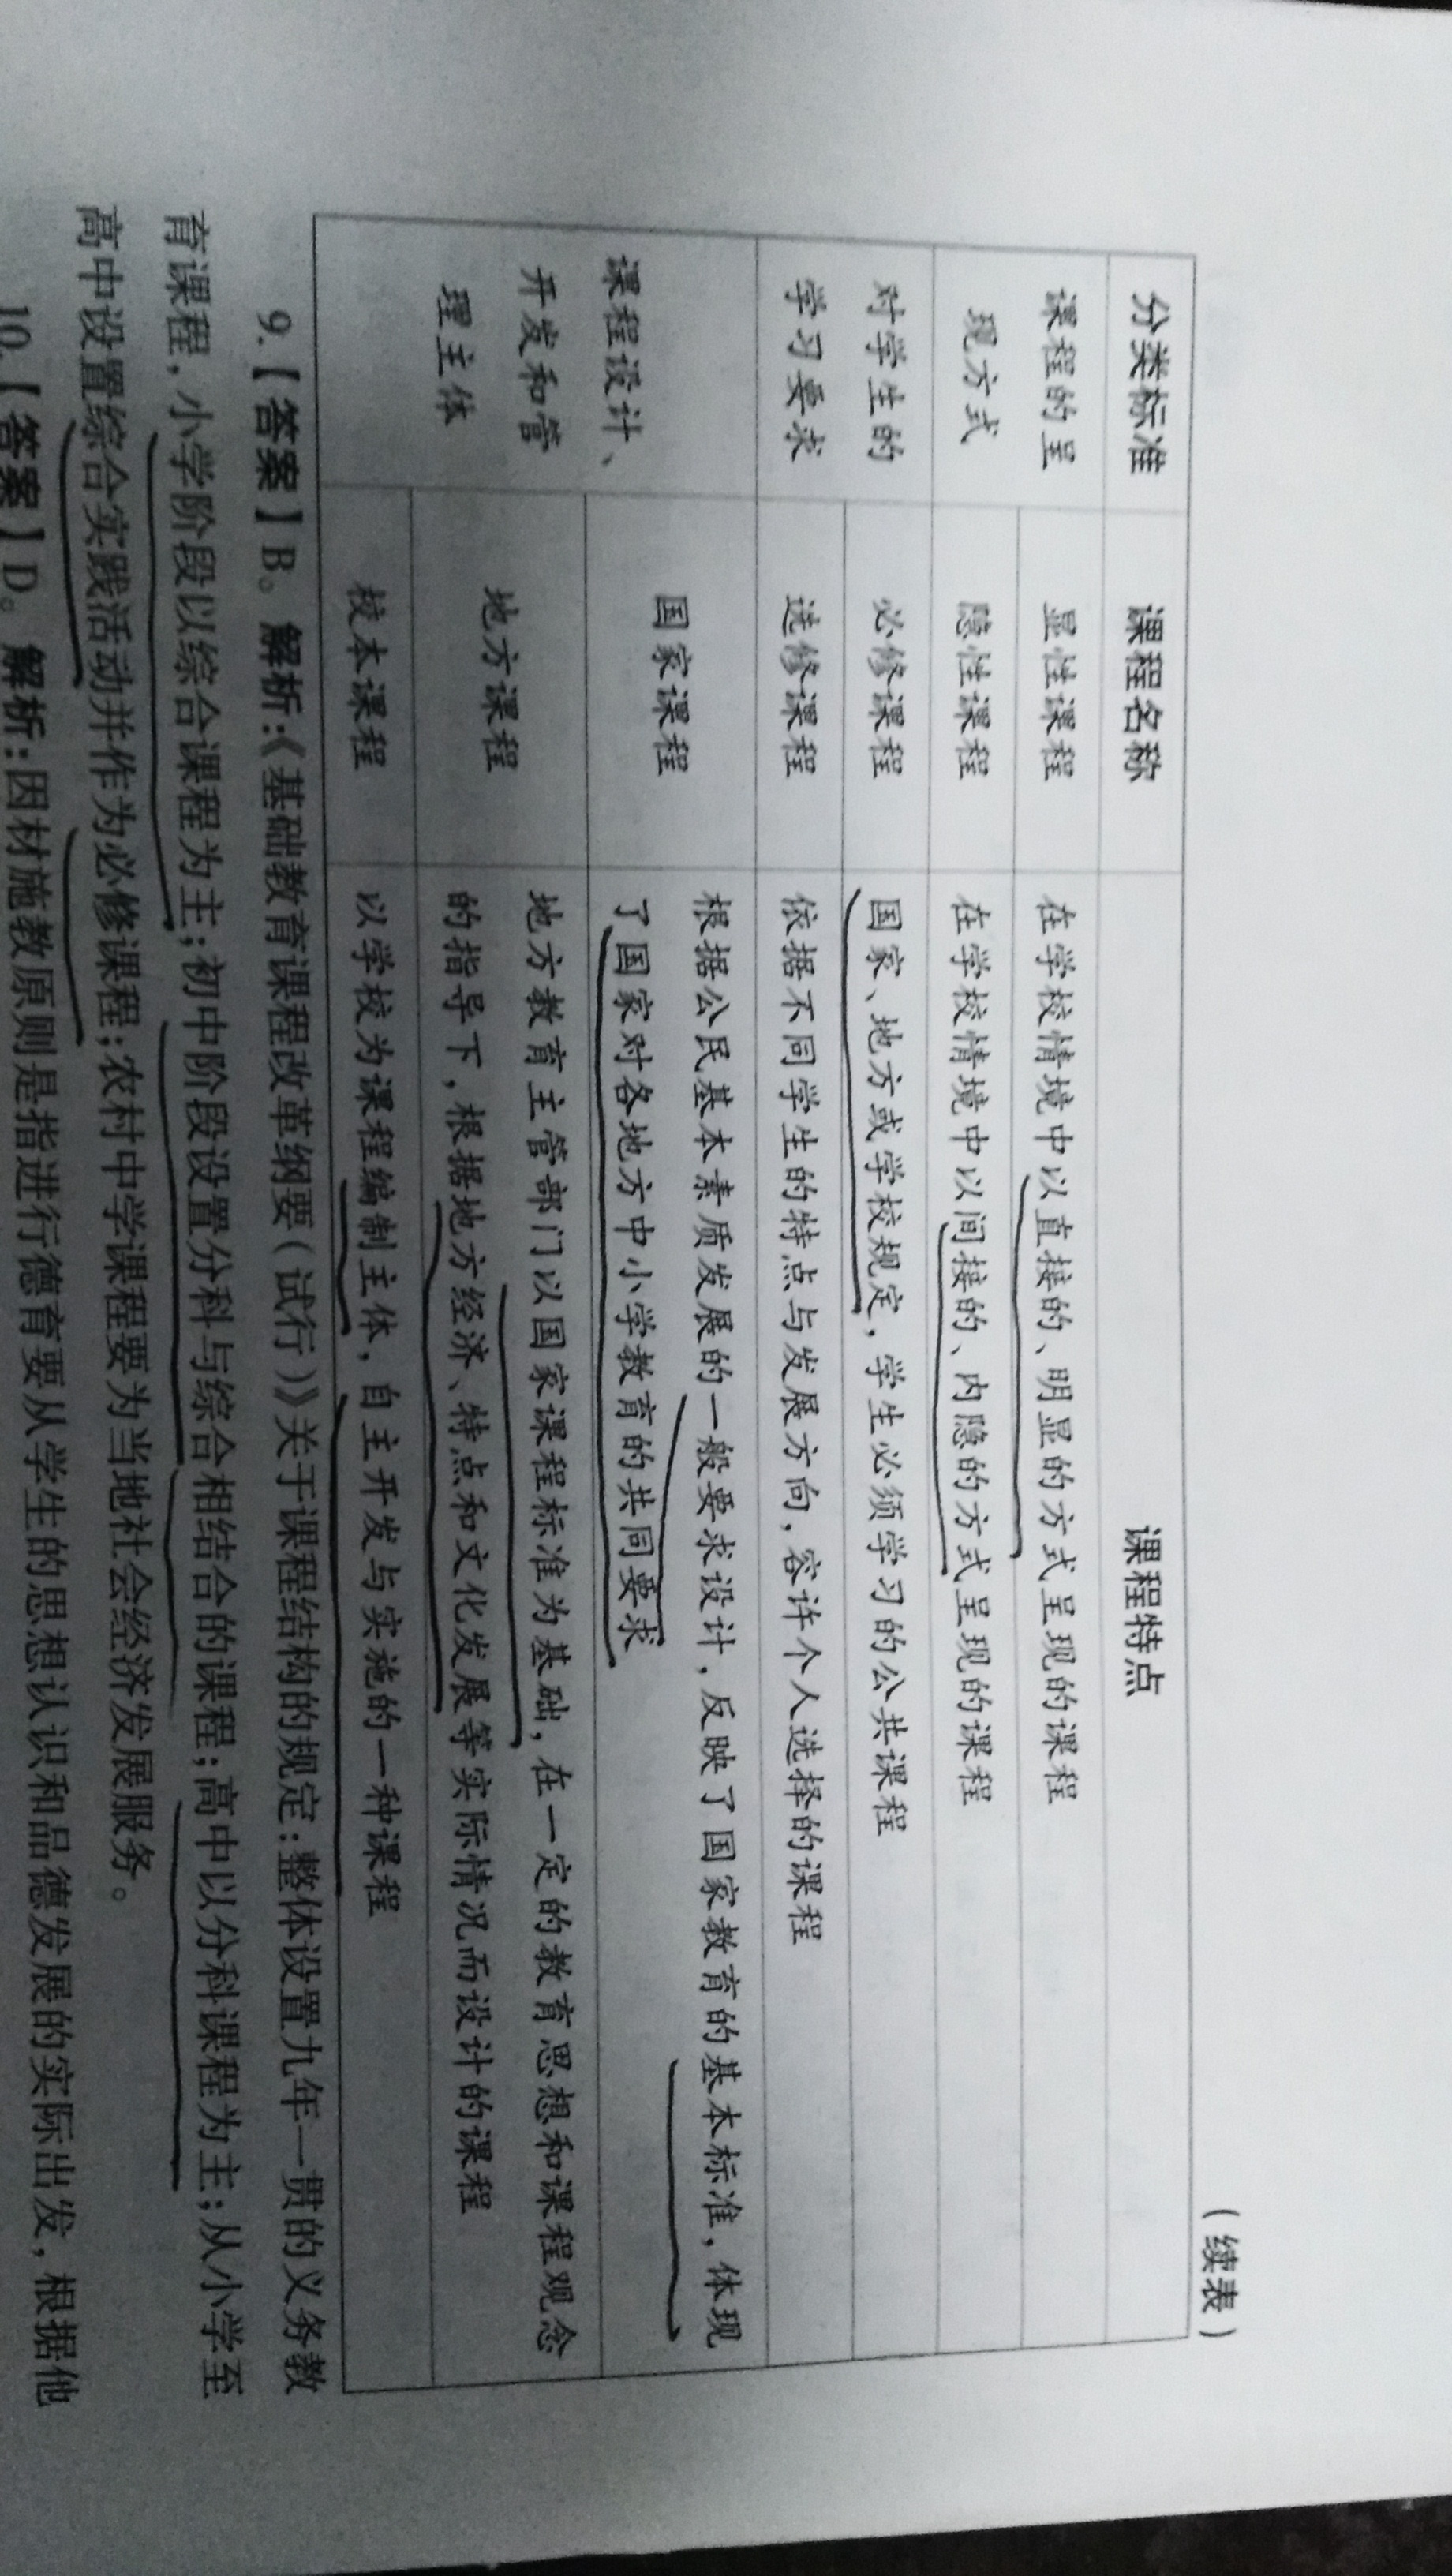 （续表）
分类标准 课程名称 课程特点
课程的呈
现方式
显性课程 在学校情境中以直接的、明显的方式呈现的课程
隐性课程 在学校情境中以间接的、内隐的方式呈现的课程
对学生的
学习要求
必修课程 国家、地方或学校规定，学生必须学习的公共课程
选修课程 依据不同学生的特点与发展方向，容许个人选择的课程
课程设计、
开发和管
理主体
国家课程
根据公民基本素质发展的一般要求设计，反映了国家教育的基本标准，体现
了国家对各地方中小学教育的共同要求
地方课程
地方教育主管部门以国家课程标准为基础，在一定的教育思想和课程观念
的指导下，根据地方经济、特点和文化发展等实际情况而设计的课程
校本课程 以学校为课程编制主体，自主开发与实施的一种课程
9.【答案】B。解析：《基础教育课程改革纲要（试行）》关于课程结构的规定：整体设置九年一贯的义务教
育课程，小学阶段以综合课程为主；初中阶段设置分科与综合相结合的课程；高中以分科课程为主；从小学至
高中设置综合实践活动并作为必修课程；农村中学课程要为当地社会经济发展服务。
10.【答案】D。解析：因材施教原则是指进行德育要从学生的思想认识和品德发展的实际出发，根据他